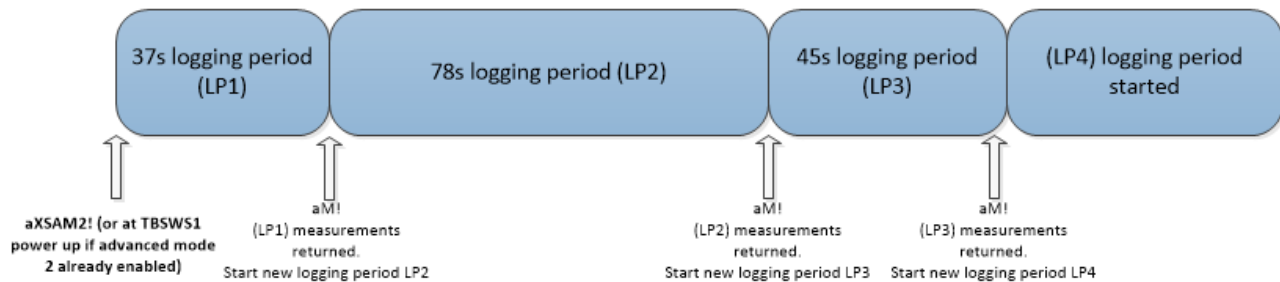 37s logging period
(LP1)
78s logging period (LP2)
45s logging period
(LP3)
(LP4) logging period
started
aXSAM2! (or at TBSWS1
power up if advanced mode
2 already enabled)
aM!
(LP1) measurements
returned.
Start new logging period LP2
aM!
(LP2) measurements
returned.
Start new logging period LP3
aM!
(LP3) measurements
returned.
Start new logging period LP4